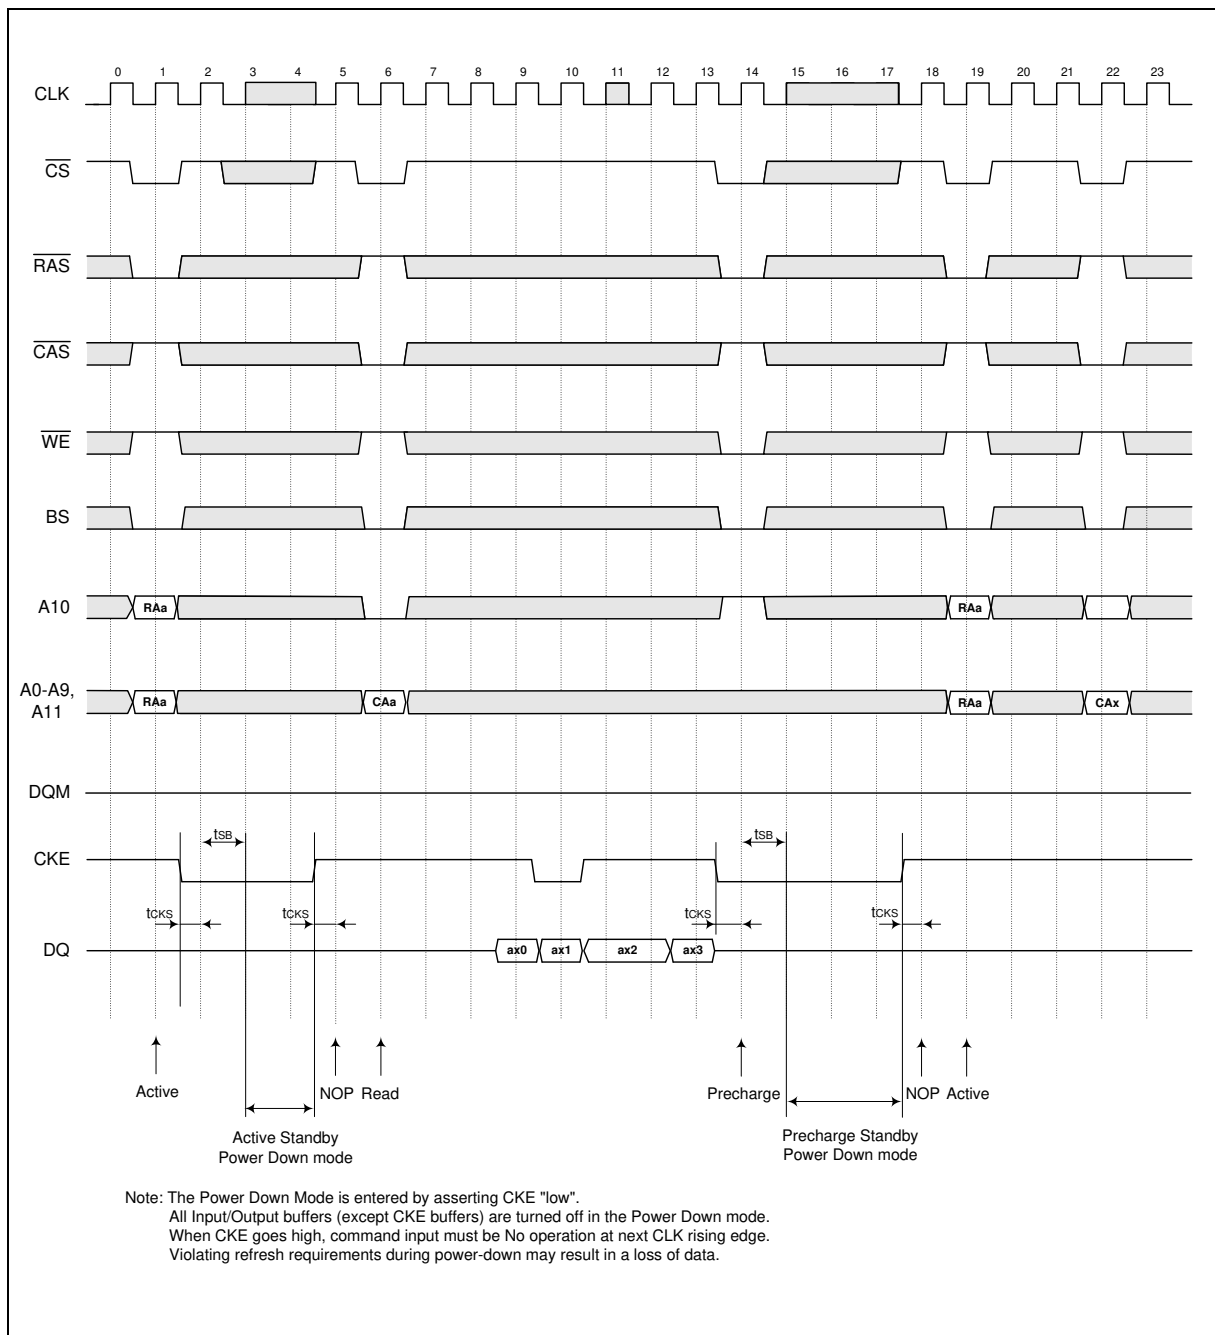 0 1 2 3 4 5 6 7 8 9 10 11 12 13 14 15 16 17 18 19 20 21 22 23
CLK
CS
RAS
CAS
WE
BS
A10 RAa RAa
A0-A9,
A11 RAa CAa RAa CAx
DQM
tSB tSB
CKE
tCKS tCKS tCKS tCKS
DQ ax0 ax1 ax2 ax3
Active NOP Read Precharge NOP Active
Active Standby
Power Down mode
Precharge Standby
Power Down mode
Note: The Power Down Mode is entered by asserting CKE "low".
All Input/Output buffers (except CKE buffers) are turned off in the Power Down mode.
When CKE goes high, command input must be No operation at next CLK rising edge.
Violating refresh requirements during power-down may result in a loss of data.